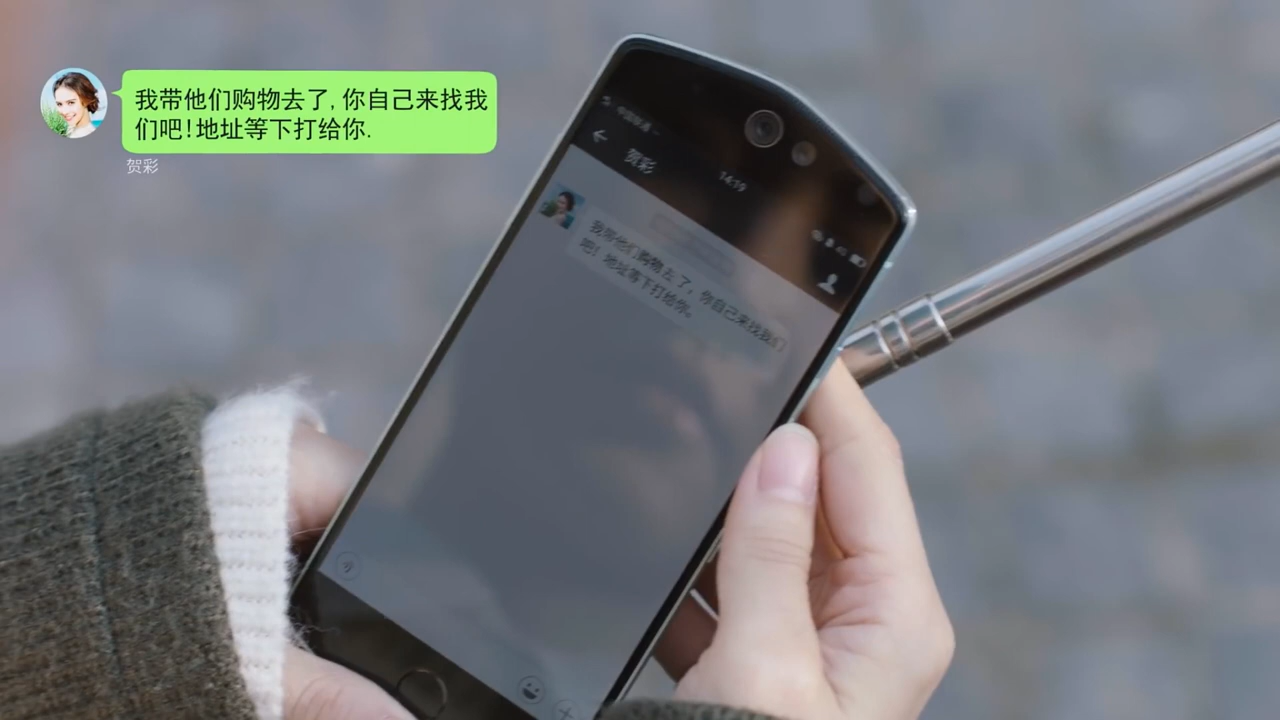 我带他们购物去了,你自己来找我
们吧!地址等下打给你.
贺彩
贺彩
14:19
我带他们购物去了，你自己来找我们
吧！地址等下打给你。